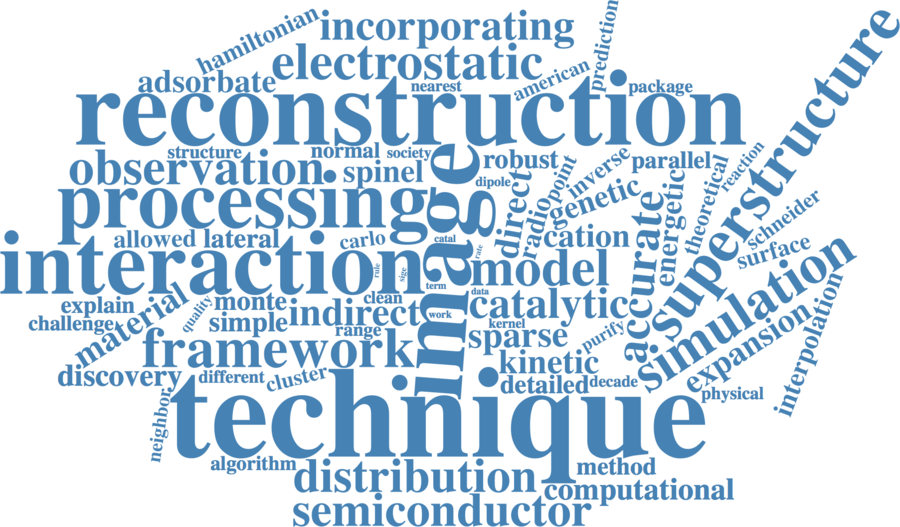 incorporating
hamiltonian
electrostatic
prediction
american
adsorbate
nearest
package
reconstruction
superstructure
structure
normal
society
robust
parallel
reaction
observation
spinel
dipole
point
inverse
genetic
theoretical
energetic
direct
radio
processing
image
schneider
allowed
lateral
carlo
catal
cation
accurate
surface
interaction
rule
sige
rate
model
simulation
term
data
explain
material
quality
monte
clean
indirect
catalytic
interpolation
challenge
simple
range
work
kernel
sparse
purify
expansion
framework
kinetic
discovery
different
cluster
detailed
decade
physical
neighbor
technique
algorithm
distribution
method
computational
semiconductor